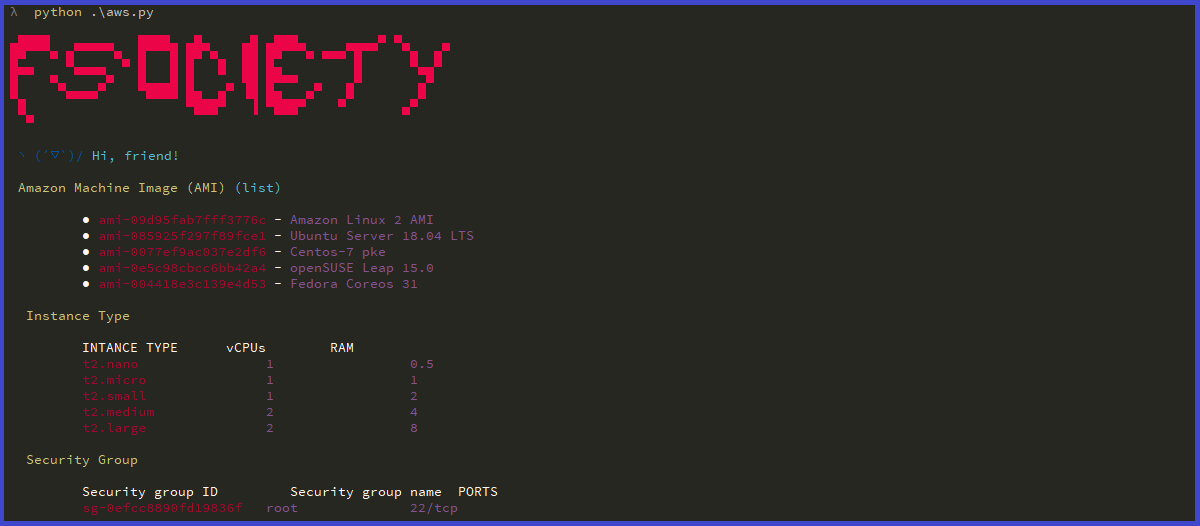 λ python .\aws.py
FSOCIETY
ヽ(´▽`)/ Hi, friend!
Amazon Machine Image (AMI) (list)
● ami-09d95fab7fff3776c - Amazon Linux 2 AMI
● ami-085925f297f89fce1 - Ubuntu Server 18.04 LTS
● ami-0077ef9ac037e2df6 - Centos-7 pke
● ami-0e5c98cbcc6bb42a4 - openSUSE Leap 15.0
● ami-004418e3c139e4d53 - Fedora Coreos 31
Instance Type
INTANCE TYPE vCPUs RAM
t2.nano 1 0.5
t2.micro 1 1
t2.small 1 2
t2.medium 2 4
t2.large 2 8
Security Group
Security group ID Security group name PORTS
sg-0efcc8890fd19836f root 22/tcp